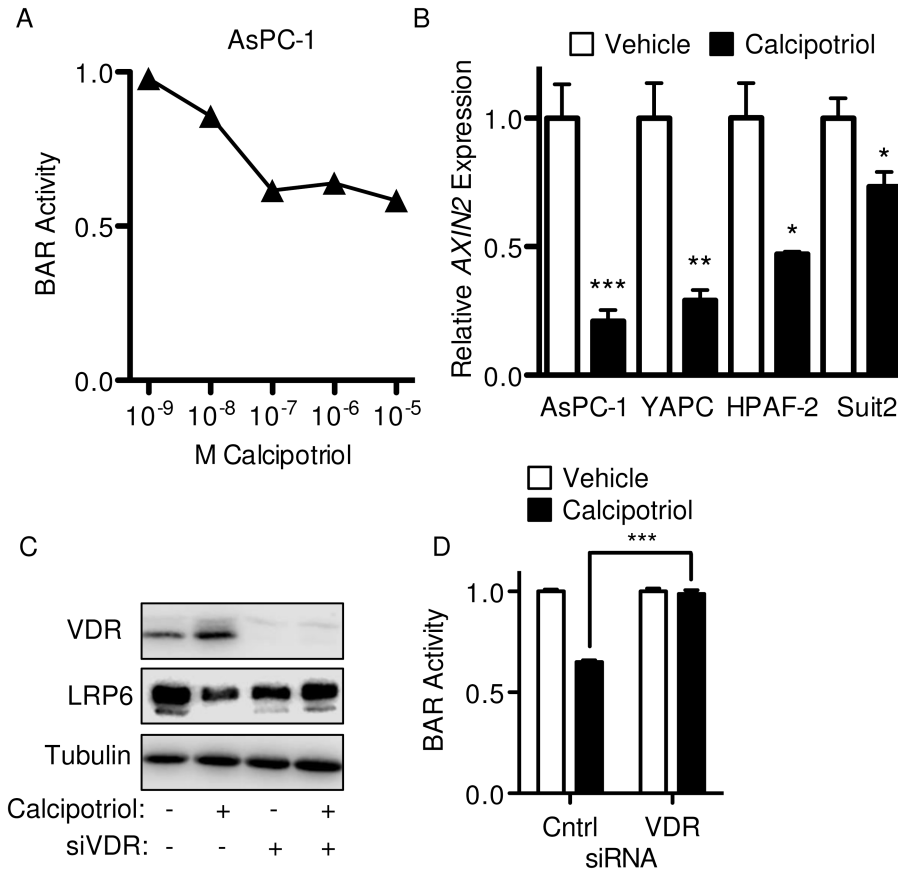 A
AsPC-1
BAR Activity
1.0
0.5
0.0
10-9 10-8 10-7 10-6 10-5
M Calcipotriol
B
Vehicle Calcipotriol
Relative AXIN2 Expression
1.0
0.5
0.0
*** ** * *
AsPC-1 YAPC HPAF-2 Suit2
C
VDR
LRP6
Tubulin
Calcipotriol: - + - +
siVDR: - - + +
D
Vehicle
Calcipotriol
***
BAR Activity
1.0
0.5
0.0
Cntrl VDR
siRNA